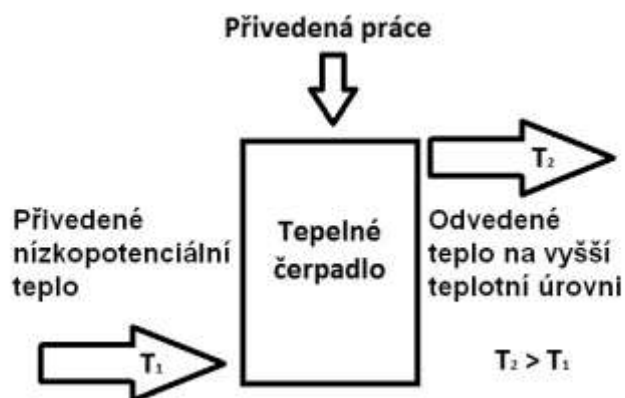 Přivedená práce
T₂
Přivedené
nízkopotenciální
teplo
Tepelné
čerpadlo
Odvedené
teplo na vyšší
teplotní úrovni
T₁
T₂ > T₁